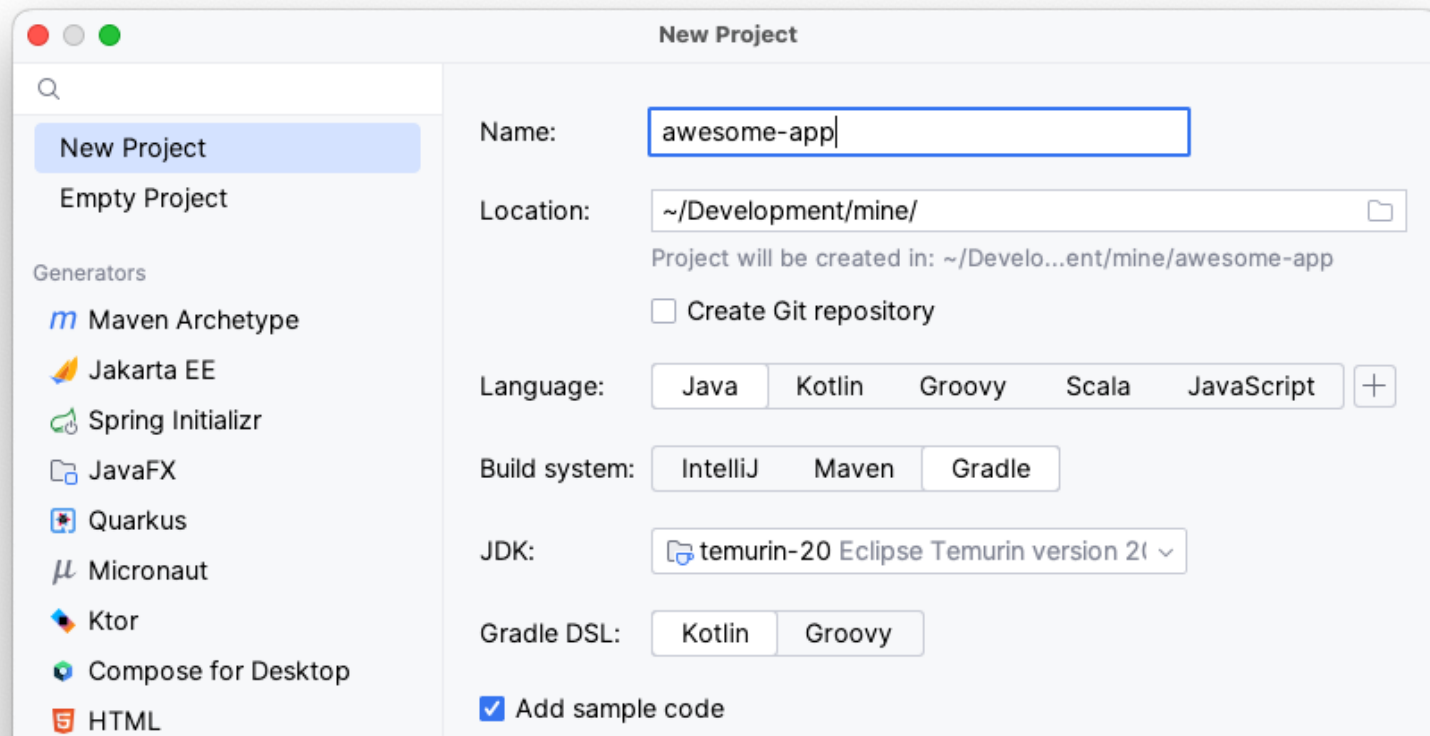 New Project
New Project
Empty Project
Generators
m Maven Archetype
Jakarta EE
Spring Initializr
JavaFX
Quarkus
μ Micronaut
Ktor
Compose for Desktop
5 HTML
Name: awesome-app
Location: ~/Development/mine/
Project will be created in: ~/Develo...ent/mine/awesome-app
Create Git repository
Language: Java Kotlin Groovy Scala JavaScript
Build system: IntelliJ Maven Gradle
JDK: temurin-20 Eclipse Temurin version
Gradle DSL: Kotlin Groovy
Add sample code